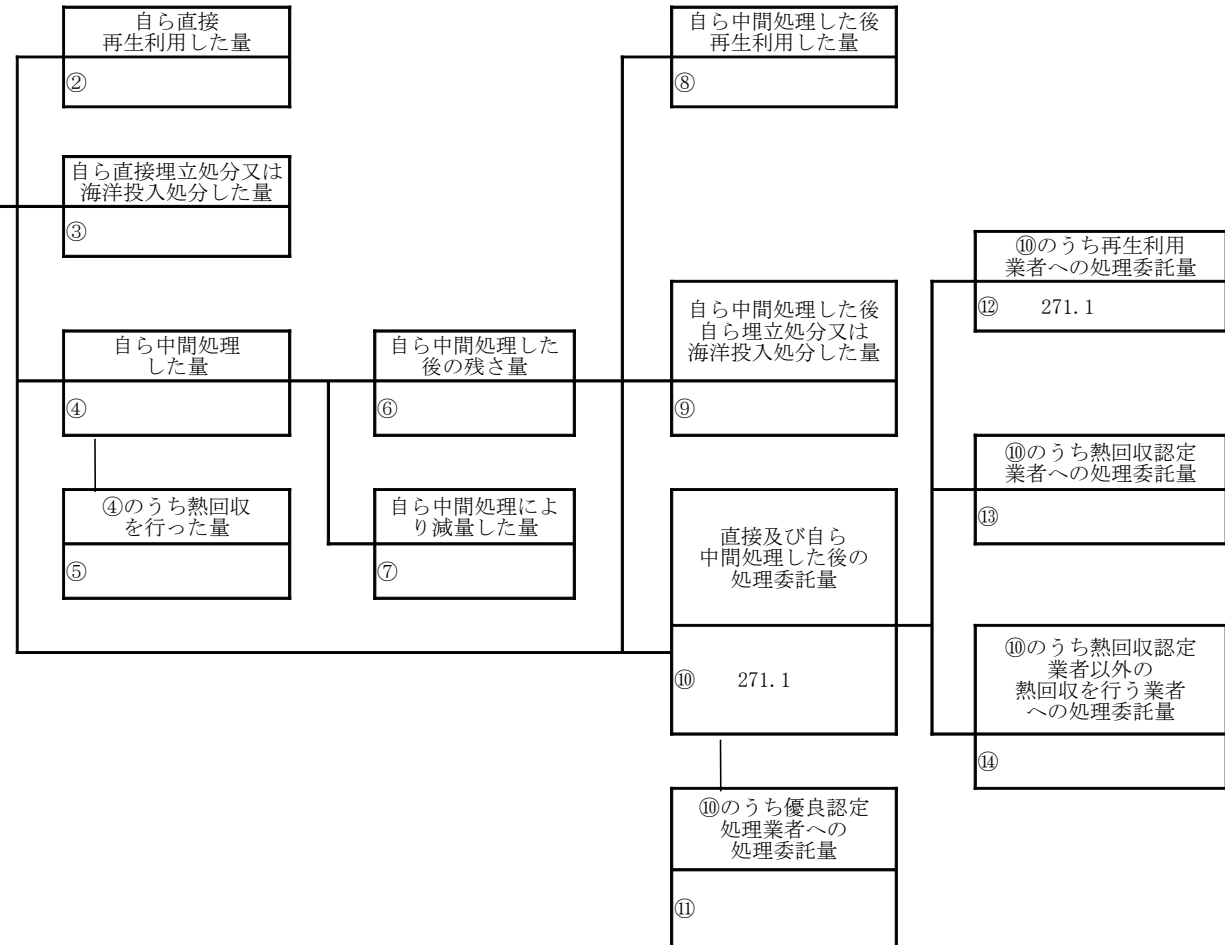 自ら直接
再生利用した量
②
自ら直接埋立処分又は
海洋投入処分した量
③
自ら中間処理
した量
④
④のうち熱回収
を行った量
⑤
自ら中間処理した
後の残さ量
⑥
自ら中間処理によ
り減量した量
⑦
自ら中間処理した後
再生利用した量
⑧
自ら中間処理した後
自ら埋立処分又は
海洋投入処分した量
⑨
直接及び自ら
中間処理した後の
処理委託量
⑩ 271.1
⑩のうち優良認定
処理業者への
処理委託量
⑪
⑩のうち再生利用
業者への処理委託量
⑫ 271.1
⑩のうち熱回収認定
業者への処理委託量
⑬
⑩のうち熱回収認定
業者以外の
熱回収を行う業者
への処理委託量
⑭